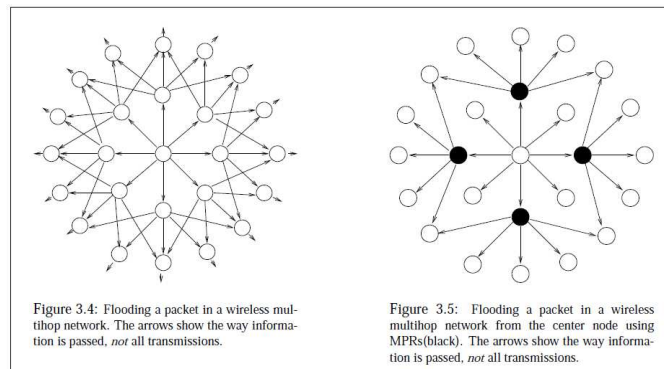 Figure 3.4: Flooding a packet in a wireless mul-
tihop network. The arrows show the way informa-
tion is passed, not all transmissions.
Figure 3.5: Flooding a packet in a wireless
multihop network from the center node using
MPRs(black). The arrows show the way informa-
tion is passed, not all transmissions.